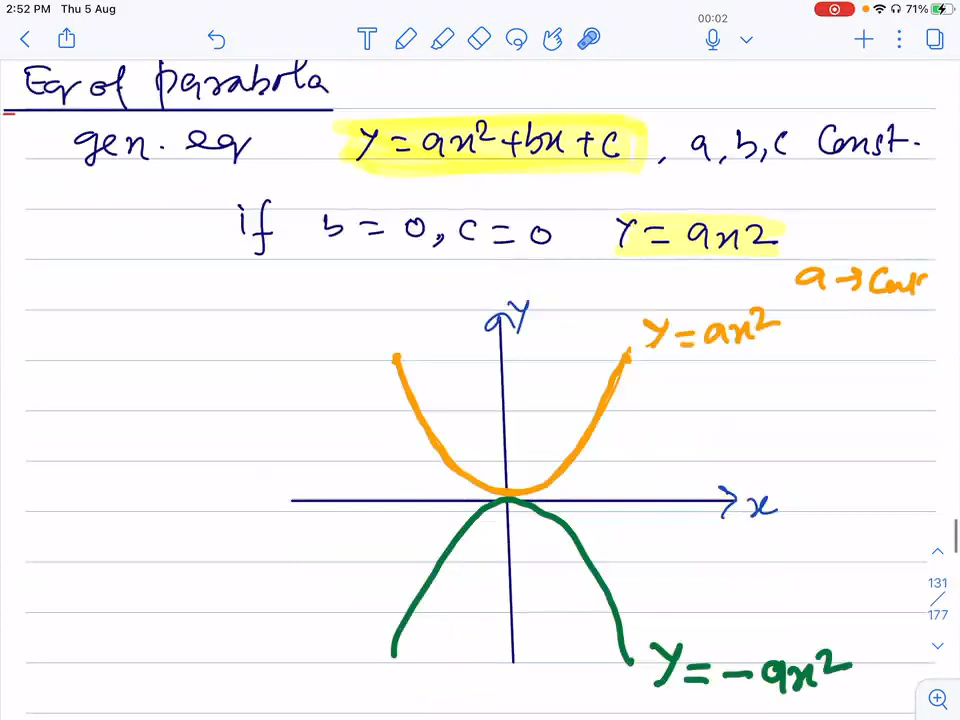 2:52 PM Thu 5 Aug
71%
00:02
Eq of parabola
gen. eq y = ax² + bx + c , a, b, c Const.
if b = 0, c = 0 y = ax2
a → Const
y
y = ax²
x
131
177
y = - ax²